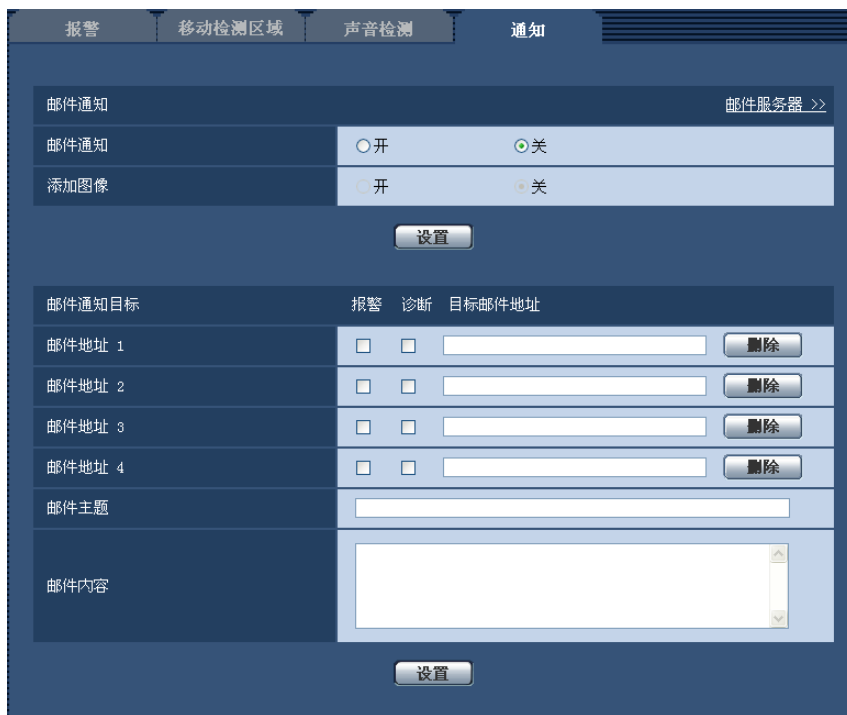 报警 移动检测区域 声音检测 通知
邮件通知 邮件服务器 >>
邮件通知 开 关
添加图像 开 关
设置
邮件通知目标 报警 诊断 目标邮件地址
邮件地址 1 删除
邮件地址 2 删除
邮件地址 3 删除
邮件地址 4 删除
邮件主题
邮件内容
设置